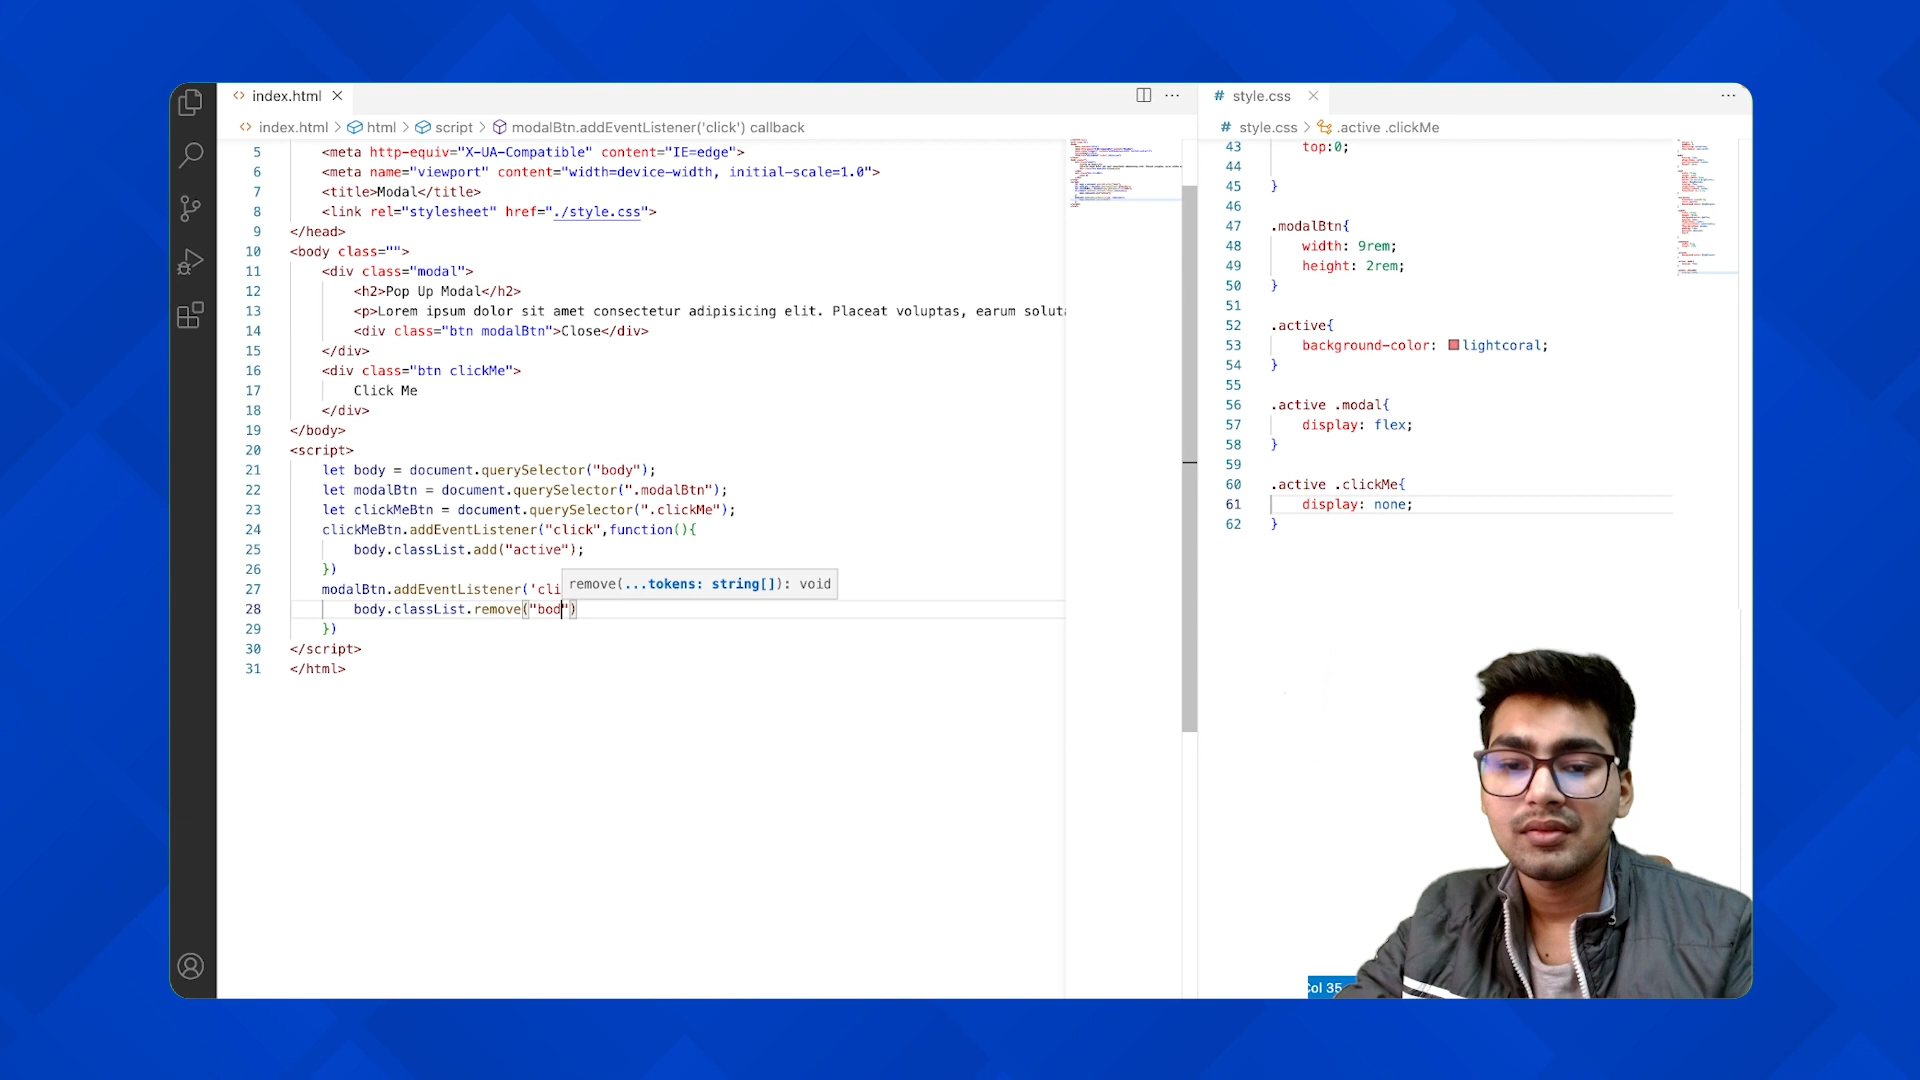 index.html
index.html > html > script > modalBtn.addEventListener('click') callback
5 <meta http-equiv="X-UA-Compatible" content="IE=edge">
6 <meta name="viewport" content="width=device-width, initial-scale=1.0">
7 <title>Modal</title>
8 <link rel="stylesheet" href="./style.css">
9 </head>
10 <body class="">
11 <div class="modal">
12 <h2>Pop Up Modal</h2>
13 <p>Lorem ipsum dolor sit amet consectetur adipisicing elit. Placeat voluptas, earum solut
14 <div class="btn modalBtn">Close</div>
15 </div>
16 <div class="btn clickMe">
17 Click Me
18 </div>
19 </body>
20 <script>
21 let body = document.querySelector("body");
22 let modalBtn = document.querySelector(".modalBtn");
23 let clickMeBtn = document.querySelector(".clickMe");
24 clickMeBtn.addEventListener("click",function(){
25 body.classList.add("active");
26 })
27 modalBtn.addEventListener('cli
remove(...tokens: string[]): void
28 body.classList.remove("bod")
29 })
30 </script>
31 </html>
# style.css
# style.css > .active .clickMe
43 top:0;
44
45 }
46
47 .modalBtn{
48 width: 9rem;
49 height: 2rem;
50 }
51
52 .active{
53 background-color: lightcoral;
54 }
55
56 .active .modal{
57 display: flex;
58 }
59
60 .active .clickMe{
61 display: none;
62 }
Col 35